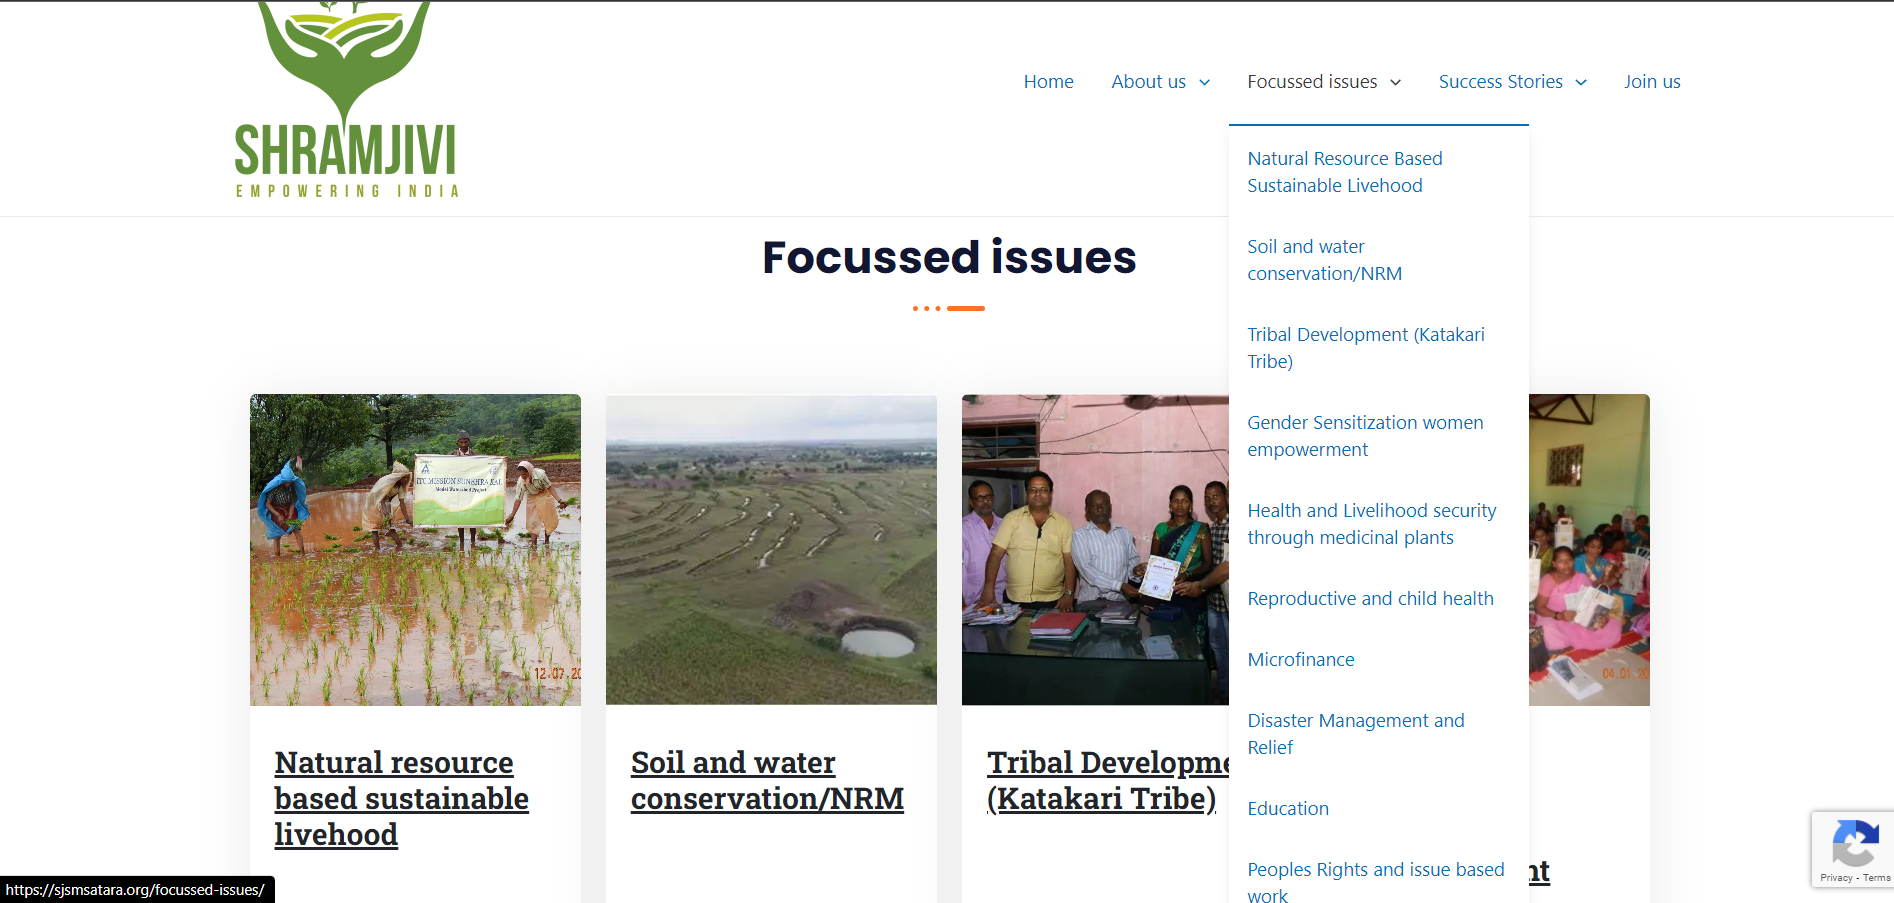 SHRAMJIVI
EMPOWERING INDIA
Home
About us
Focussed issues
Success Stories
Join us
Natural Resource Based
Sustainable Livehood
Soil and water
conservation/NRM
Tribal Development (Katakari
Tribe)
Gender Sensitization women
empowerment
Health and Livelihood security
through medicinal plants
Reproductive and child health
Microfinance
Disaster Management and
Relief
Education
Peoples Rights and issue based
work
Focussed issues
ITC MISSION SUNEHRA KAL
Model Watershed Project
12.07.20
04.01.20
Natural resource
based sustainable
livehood
Soil and water
conservation/NRM
Tribal Developme
(Katakari Tribe)
nt
https://sjsmsatara.org/focussed-issues/
Privacy - Terms